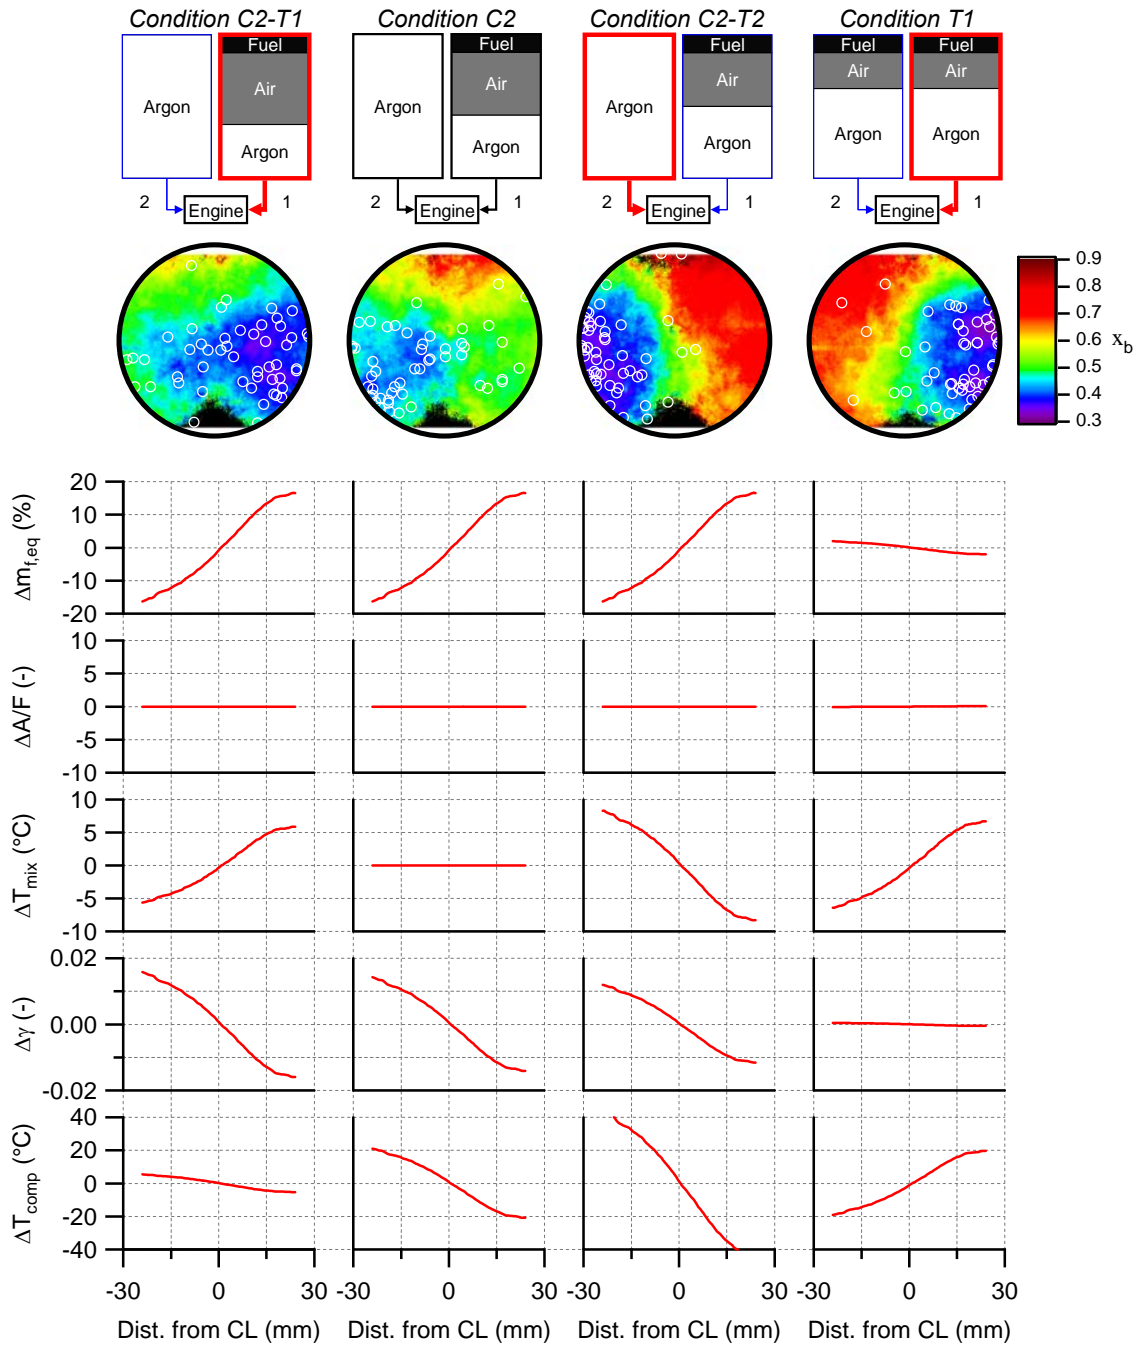 Condition C2-T1 Condition C2 Condition C2-T2 Condition T1
Fuel Fuel Fuel Fuel Fuel
Air Air Air Air Air
Argon Argon Argon Argon Argon
Argon Argon Argon
2 Engine 1 2 Engine 1 2 Engine 1 2 Engine 1
0.9
0.8
0.7
0.6
0.5
0.4
0.3
x_b
20
10
0
-10
-20
Δm_f,eq (%)
10
5
0
-5
-10
ΔA/F (-)
10
5
0
-5
-10
ΔT_mix (°C)
0.02
0.00
-0.02
Δγ (-)
40
20
0
-20
-40
ΔT_comp (°C)
-30 0 30 -30 0 30 -30 0 30 -30 0 30
Dist. from CL (mm) Dist. from CL (mm) Dist. from CL (mm) Dist. from CL (mm)